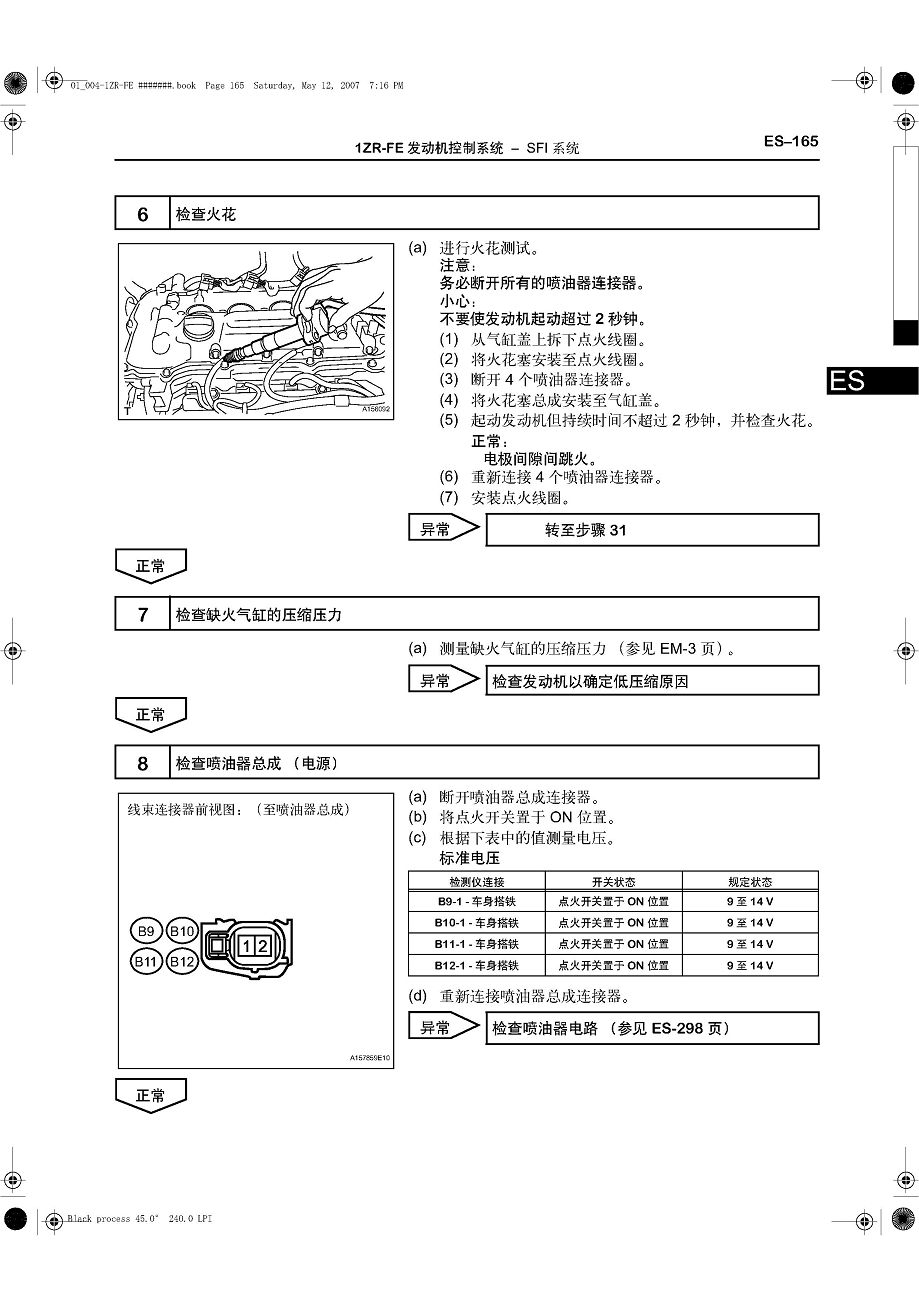 01_004-1ZR-FE #######.book Page 165 Saturday, May 12, 2007 7:16 PM
1ZR-FE 发动机控制系统 – SFI 系统
ES–165
6 检查火花
A156092
(a) 进行火花测试。
注意：
务必断开所有的喷油器连接器。
小心：
不要使发动机起动超过 2 秒钟。
(1) 从气缸盖上拆下点火线圈。
(2) 将火花塞安装至点火线圈。
(3) 断开 4 个喷油器连接器。
(4) 将火花塞总成安装至气缸盖。
(5) 起动发动机但持续时间不超过 2 秒钟，并检查火花。
正常：
电极间隙间跳火。
(6) 重新连接 4 个喷油器连接器。
(7) 安装点火线圈。
ES
异常 转至步骤 31
正常
7 检查缺火气缸的压缩压力
(a) 测量缺火气缸的压缩压力 （参见 EM-3 页）。
异常 检查发动机以确定低压缩原因
正常
8 检查喷油器总成 （电源）
线束连接器前视图：（至喷油器总成）
B9 B10
B11 B12
1 2
A157859E10
(a) 断开喷油器总成连接器。
(b) 将点火开关置于 ON 位置。
(c) 根据下表中的值测量电压。
标准电压
检测仪连接 开关状态 规定状态
B9-1 - 车身搭铁 点火开关置于 ON 位置 9 至 14 V
B10-1 - 车身搭铁 点火开关置于 ON 位置 9 至 14 V
B11-1 - 车身搭铁 点火开关置于 ON 位置 9 至 14 V
B12-1 - 车身搭铁 点火开关置于 ON 位置 9 至 14 V
(d) 重新连接喷油器总成连接器。
异常 检查喷油器电路 （参见 ES-298 页）
正常
Black process 45.0° 240.0 LPI